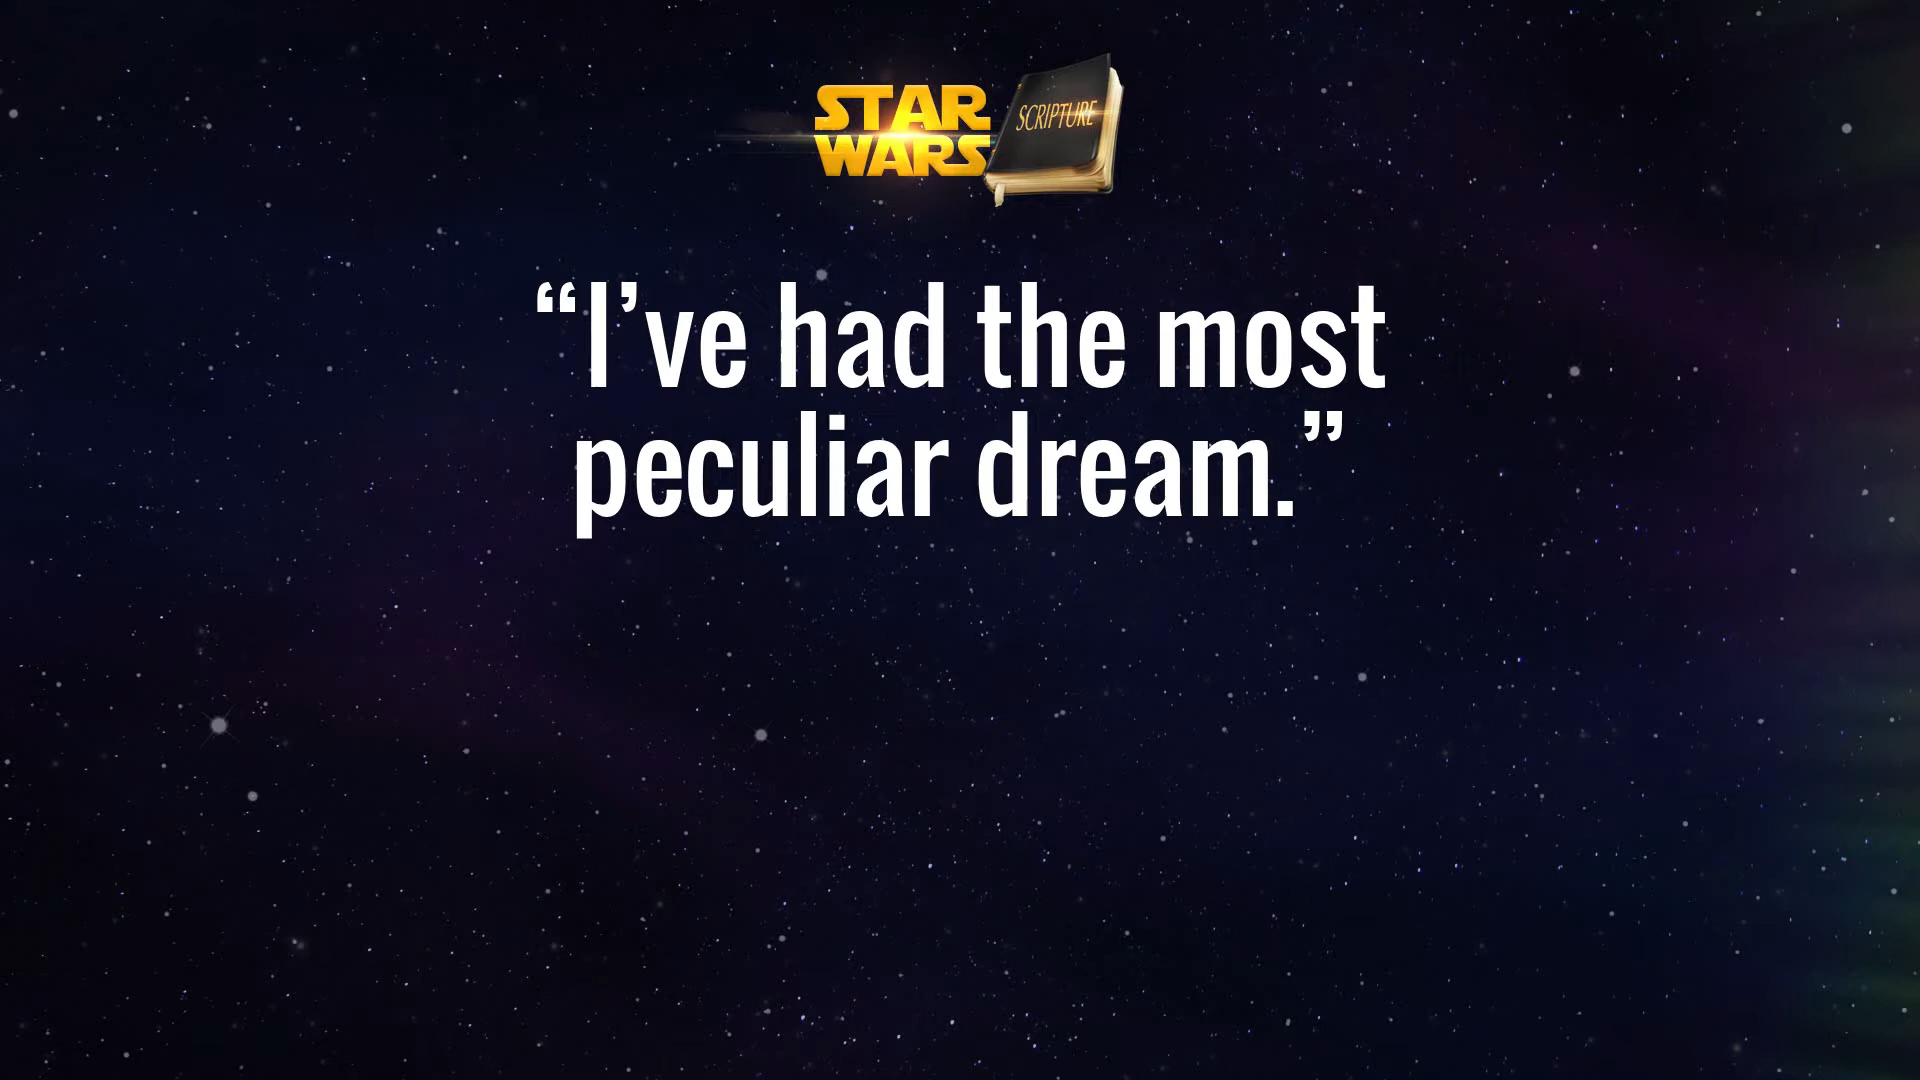 STAR
WARS
SCRIPTURE
“I’ve had the most
peculiar dream.”